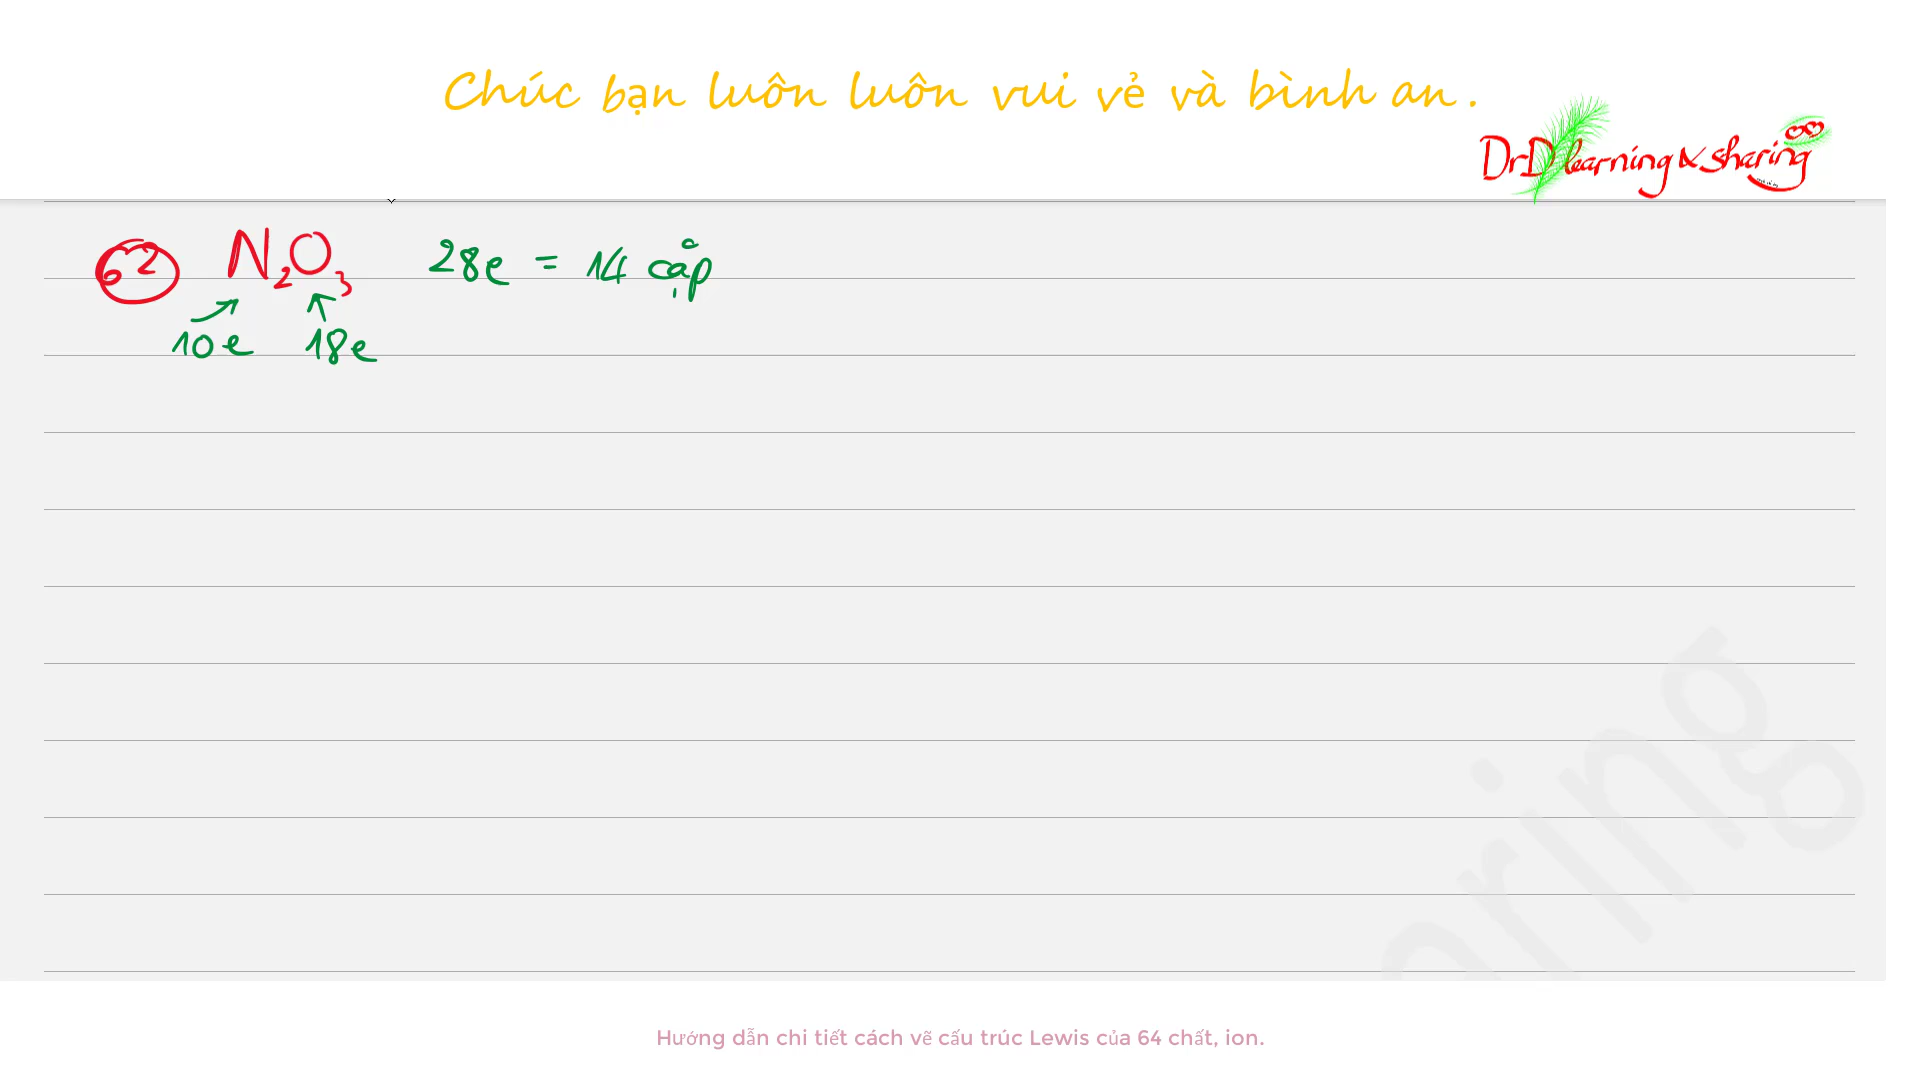 Chúc bạn luôn luôn vui vẻ và bình an.
DrD learning & sharing
62 N₂O₃ 28e = 14 cặp
10e 18e
aring
Hướng dẫn chi tiết cách vẽ cấu trúc Lewis của 64 chất, ion.